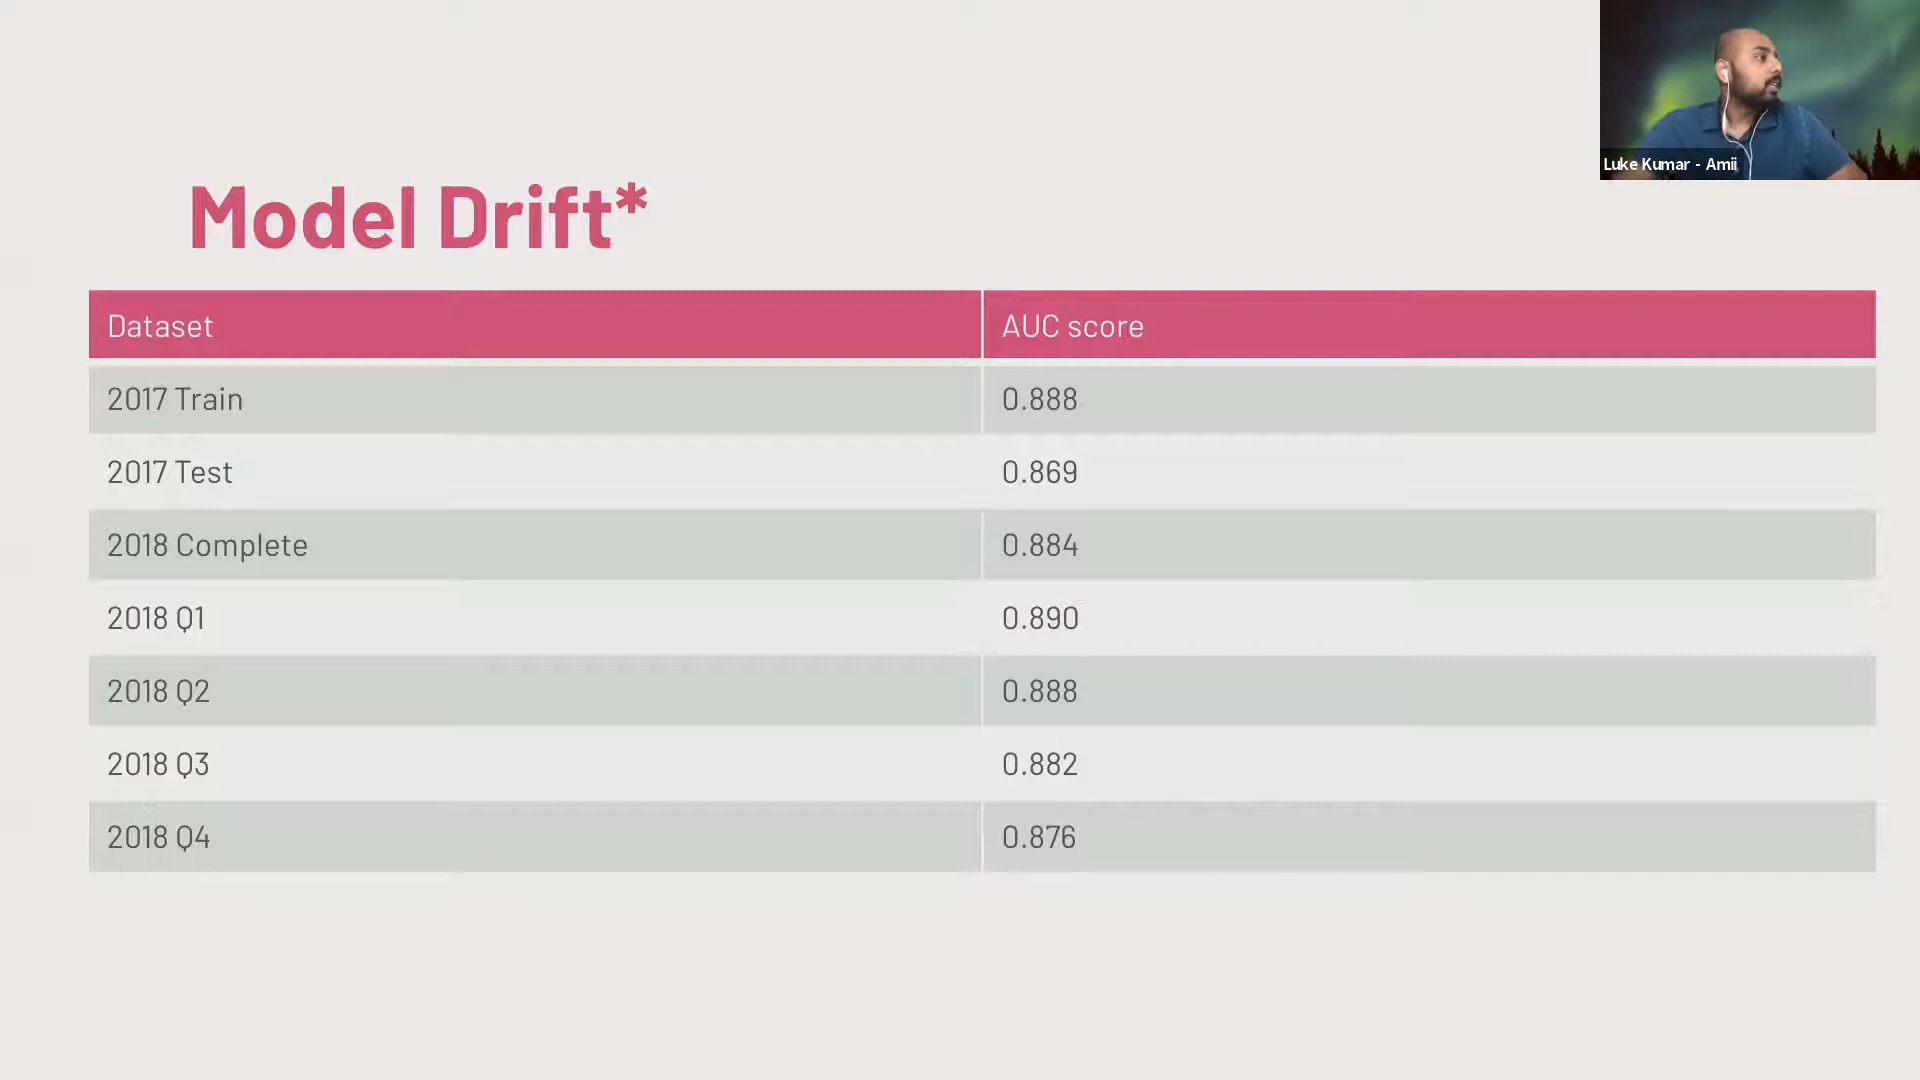 Luke Kumar - Amii
Model Drift*
Dataset AUC score
2017 Train 0.888
2017 Test 0.869
2018 Complete 0.884
2018 Q1 0.890
2018 Q2 0.888
2018 Q3 0.882
2018 Q4 0.876